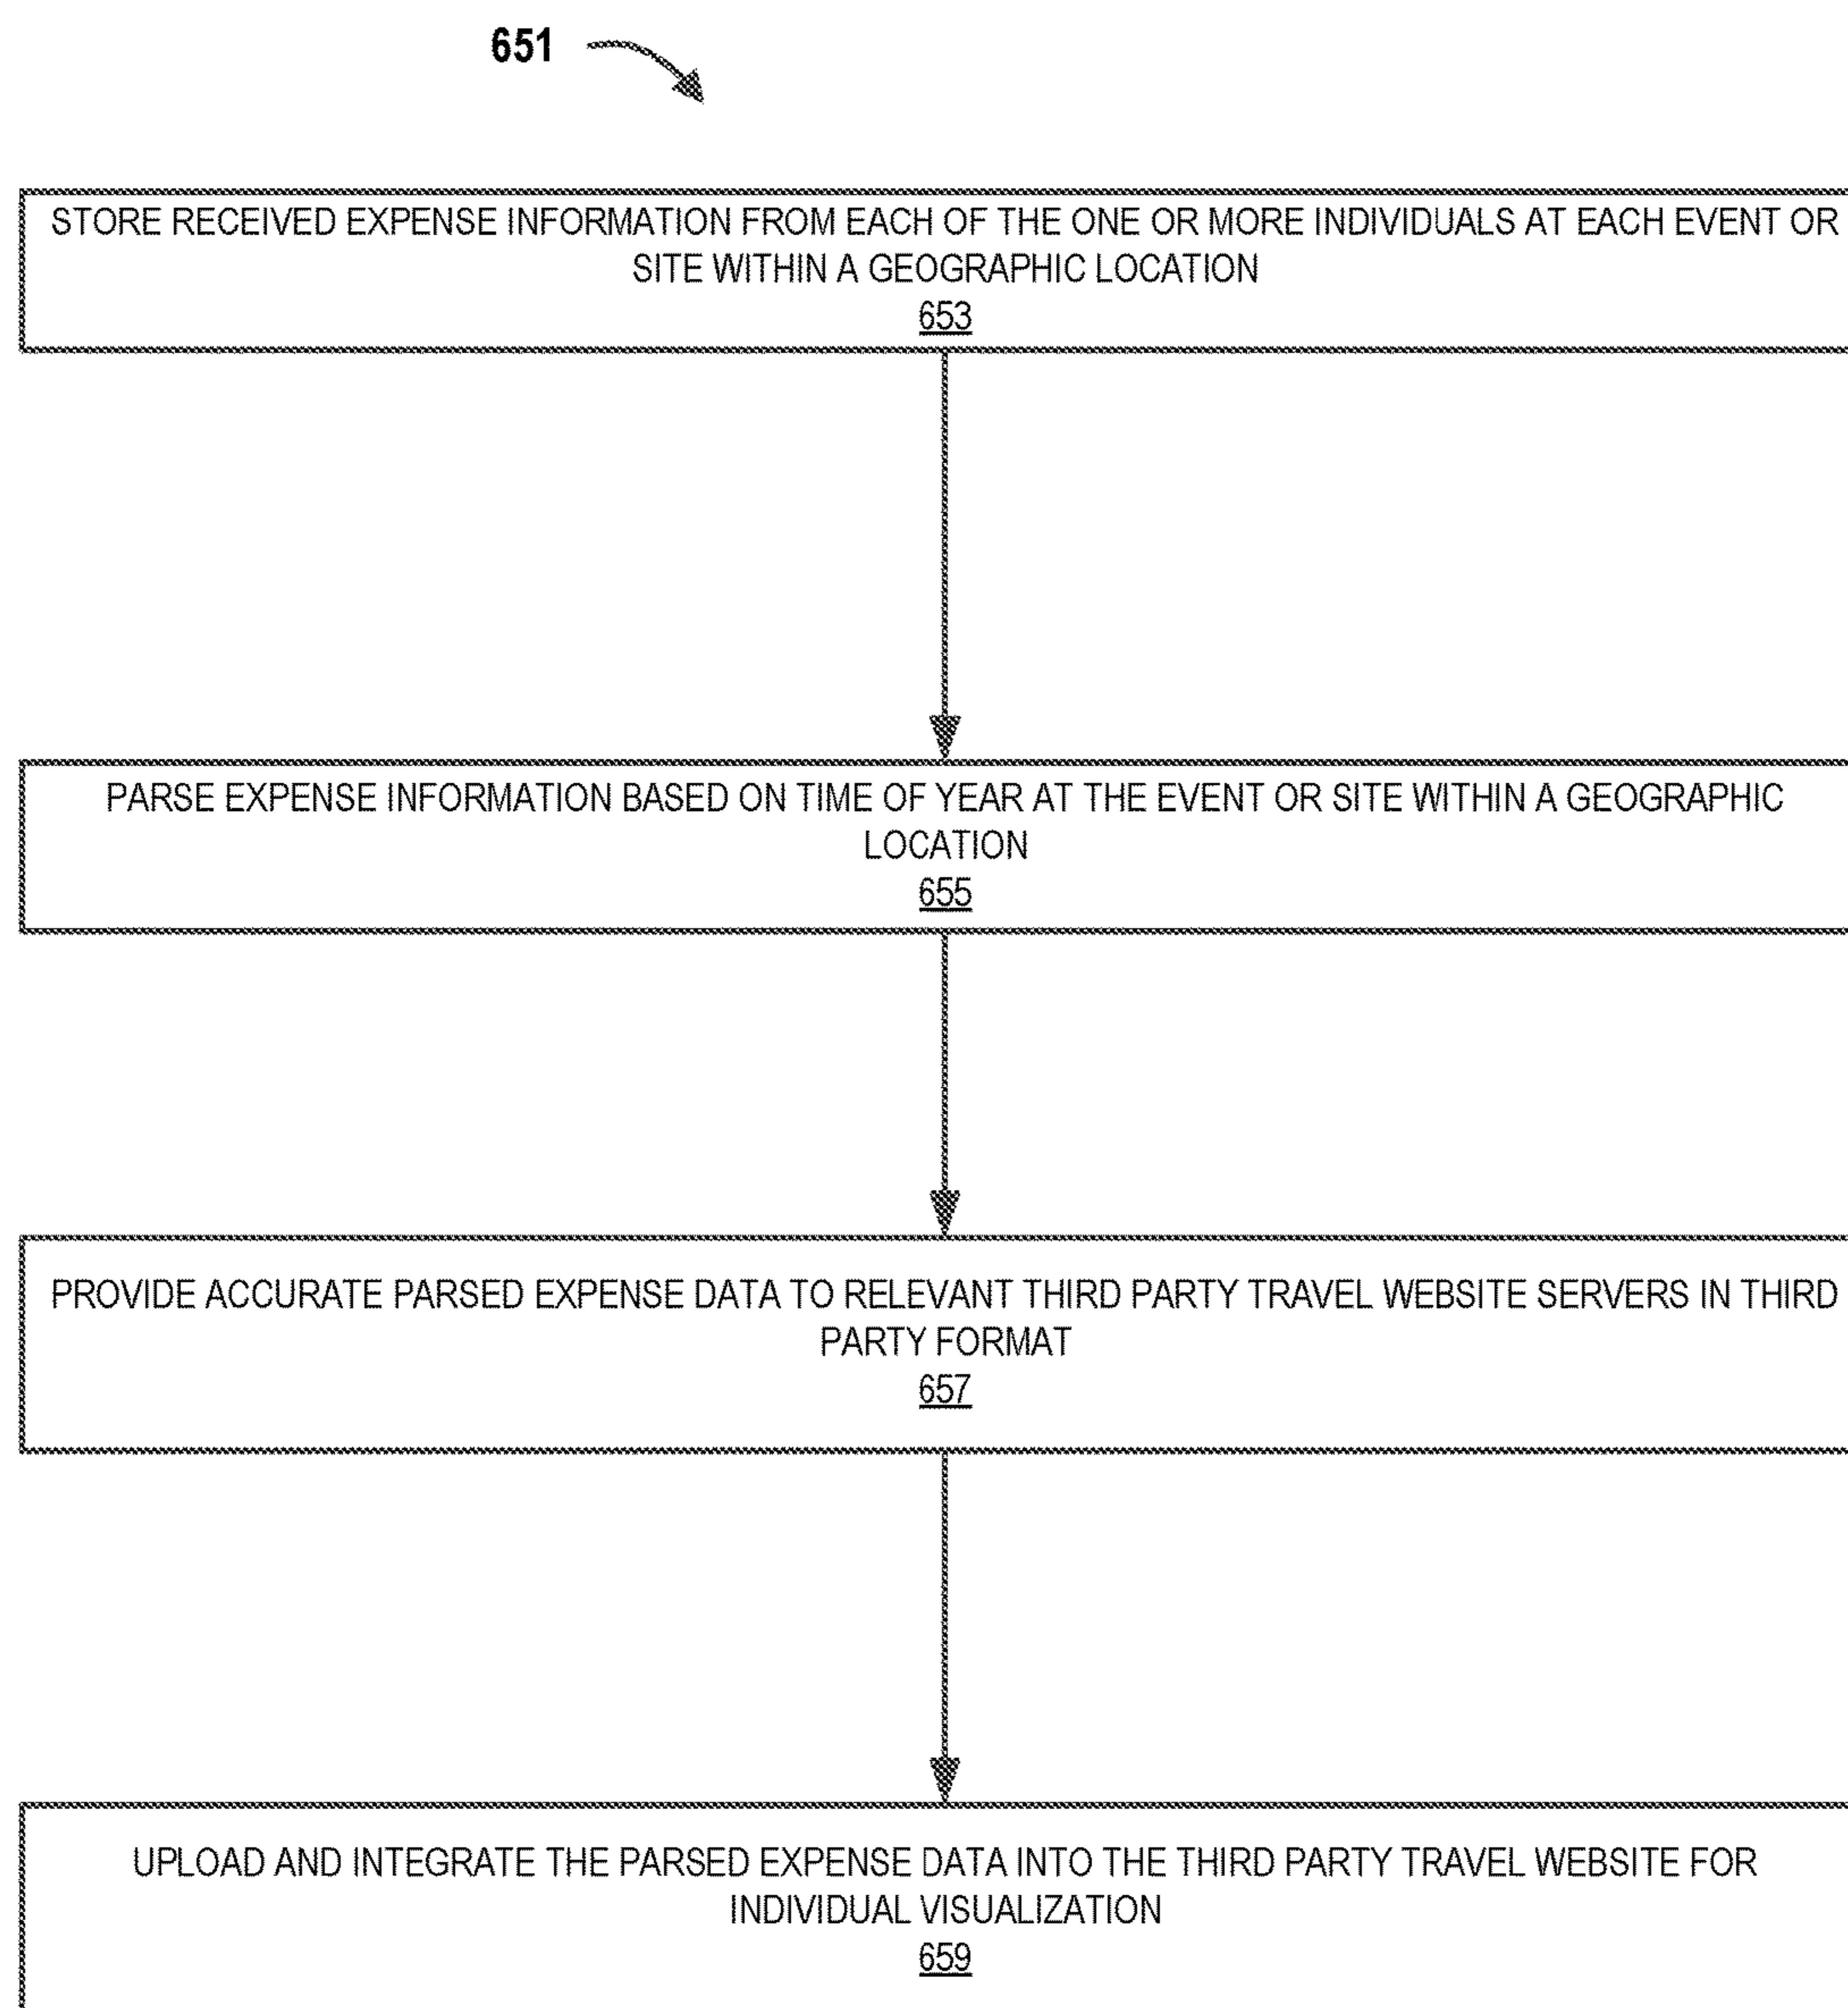 651
STORE RECEIVED EXPENSE INFORMATION FROM EACH OF THE ONE OR MORE INDIVIDUALS AT EACH EVENT OR
SITE WITHIN A GEOGRAPHIC LOCATION
653
PARSE EXPENSE INFORMATION BASED ON TIME OF YEAR AT THE EVENT OR SITE WITHIN A GEOGRAPHIC
LOCATION
655
PROVIDE ACCURATE PARSED EXPENSE DATA TO RELEVANT THIRD PARTY TRAVEL WEBSITE SERVERS IN THIRD
PARTY FORMAT
657
UPLOAD AND INTEGRATE THE PARSED EXPENSE DATA INTO THE THIRD PARTY TRAVEL WEBSITE FOR
INDIVIDUAL VISUALIZATION
659